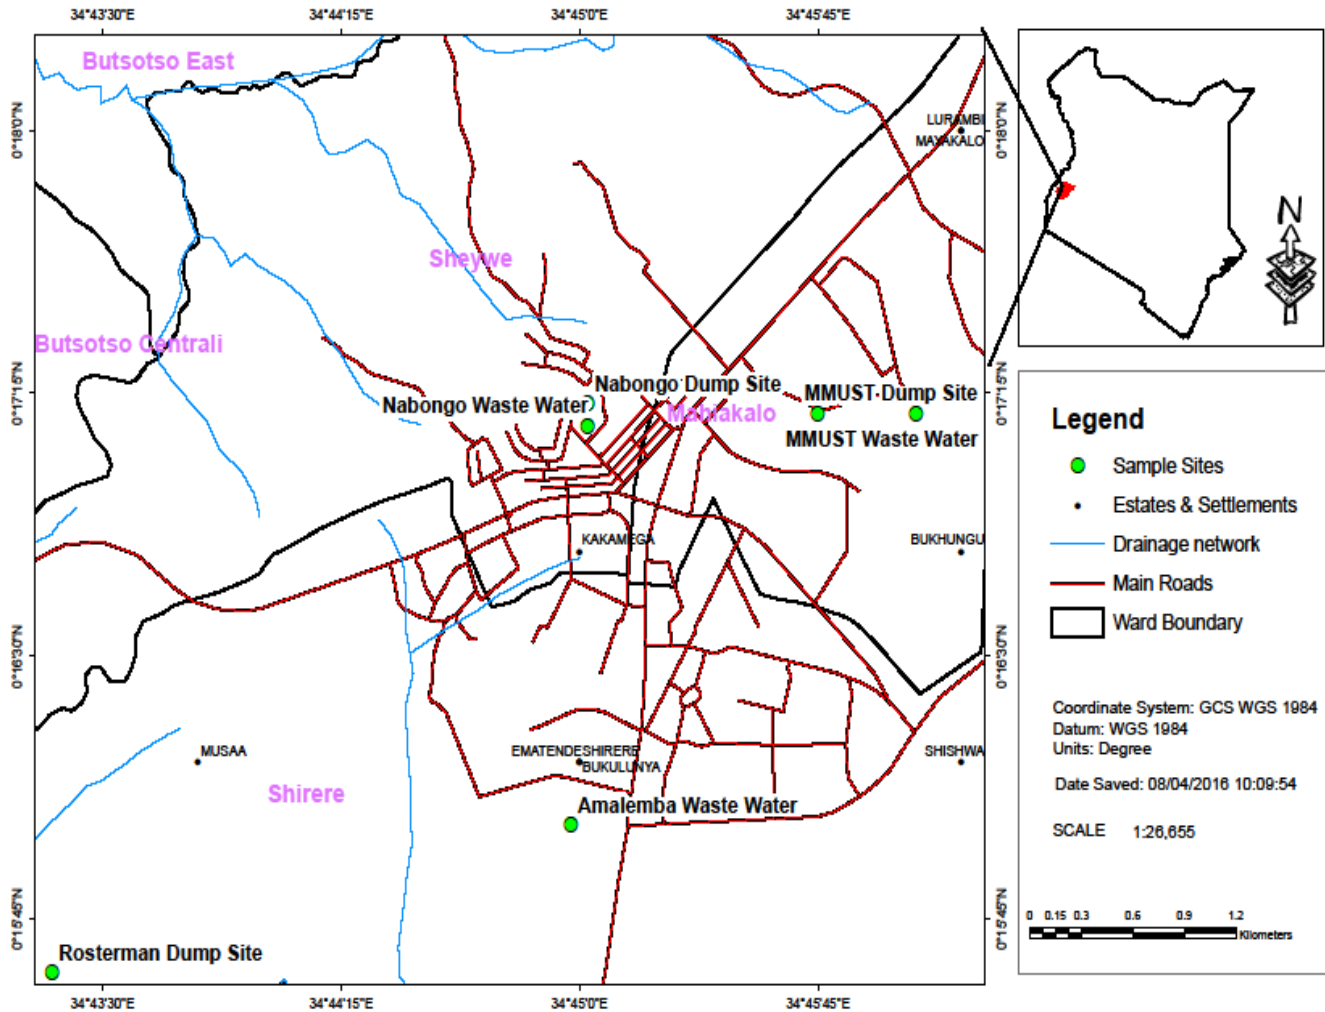 34°43'30"E
34°44'15"E
34°45'0"E
34°45'45"E
0°18'0"N
0°17'15"N
0°16'30"N
0°15'45"N
Butsotso East
Sheywe
Butsotso Centrali
Mahiakalo
Shirere
LURAMBI
MAYAKALO
Nabongo Dump Site
Nabongo Waste Water
MMUST Dump Site
MMUST Waste Water
KAKAMEGA
BUKHUNGU
MUSAA
EMATENDESHIRERE
BUKULUNYA
SHISHWA
Amalemba Waste Water
Rosterman Dump Site
0°18'0"N
0°17'15"N
0°16'30"N
0°15'45"N
34°43'30"E
34°44'15"E
34°45'0"E
34°45'45"E
N
Legend
Sample Sites
Estates & Settlements
Drainage network
Main Roads
Ward Boundary
Coordinate System: GCS WGS 1984
Datum: WGS 1984
Units: Degree
Date Saved: 08/04/2016 10:09:54
SCALE 1:26,655
0 0.15 0.3 0.6 0.9 1.2
Kilometers